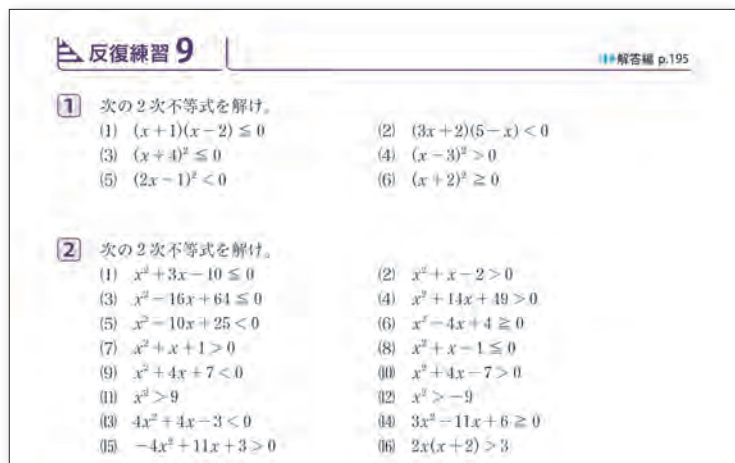 反復練習 9
解答編 p.195
1 次の2次不等式を解け。
(1) (x+1)(x−2)≦0 (2) (3x+2)(5−x)<0
(3) (x+4)²≦0 (4) (x−3)²>0
(5) (2x−1)²<0 (6) (x+2)²≧0
2 次の2次不等式を解け。
(1) x²+3x−10≦0 (2) x²+x−2>0
(3) x²−16x+64≦0 (4) x²+14x+49>0
(5) x²−10x+25<0 (6) x²−4x+4≧0
(7) x²+x+1>0 (8) x²+x−1≦0
(9) x²+4x+7<0 (10) x²+4x−7>0
(11) x²>9 (12) x²>−9
(13) 4x²+4x−3<0 (14) 3x²−11x+6≧0
(15) −4x²+11x+3>0 (16) 2x(x+2)>3